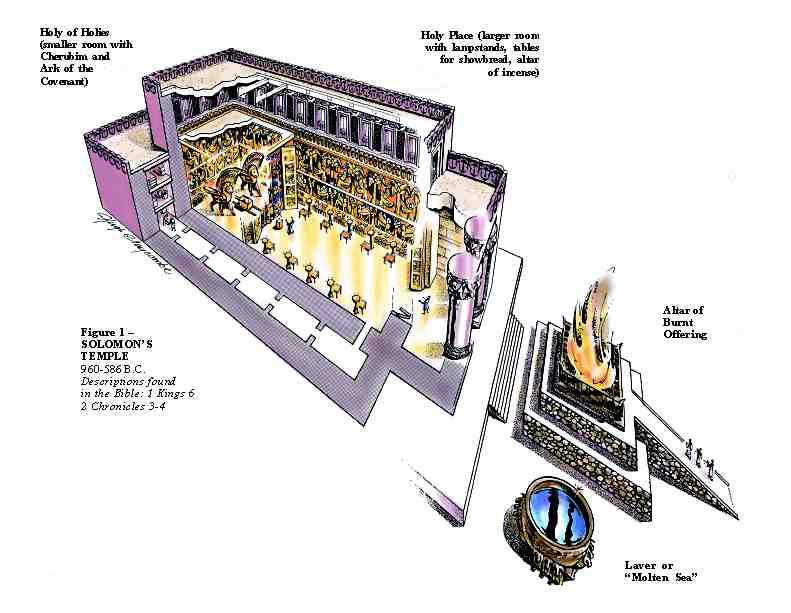 Holy of Holies
(smaller room with
Cherubim and
Ark of the
Covenant)
Holy Place (larger room
with lampstands, tables
for showbread, altar
of incense)
Altar of
Burnt
Offering
Figure 1 –
SOLOMON'S
TEMPLE
960-586 B.C.
Descriptions found
in the Bible: 1 Kings 6
2 Chronicles 3-4
Laver or
“Molten Sea”